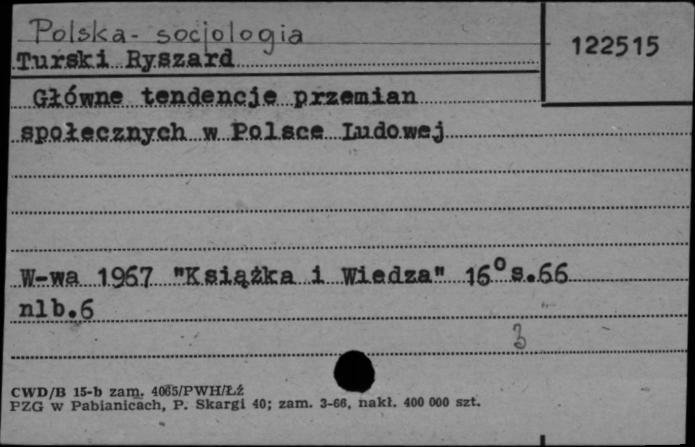 Polska - socjologia
122515
Turski Ryszard
Główne tendencje przemian
społecznych w Polsce Ludowej
W-wa 1967 "Książka i Wiedza" 16° s.66
nlb.6
3
CWD/B 15-b zam. 4065/PWH/Łź
PZG w Pabianicach, P. Skargi 40; zam. 3-66, nakł. 400 000 szt.